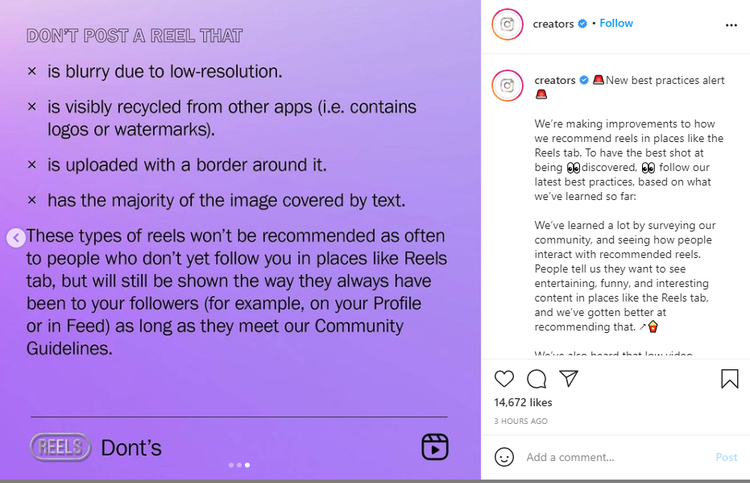 DON'T POST A REEL THAT
× is blurry due to low-resolution.
× is visibly recycled from other apps (i.e. contains
logos or watermarks).
× is uploaded with a border around it.
× has the majority of the image covered by text.
These types of reels won't be recommended as often
to people who don't yet follow you in places like Reels
tab, but will still be shown the way they always have
been to your followers (for example, on your Profile
or in Feed) as long as they meet our Community
Guidelines.
REELS Dont's
creators • Follow
creators 🚨New best practices alert
🚨
We're making improvements to how
we recommend reels in places like the
Reels tab. To have the best shot at
being 👀discovered, 👀 follow our
latest best practices, based on what
we've learned so far:
We've learned a lot by surveying our
community, and seeing how people
interact with recommended reels.
People tell us they want to see
entertaining, funny, and interesting
content in places like the Reels tab,
and we've gotten better at
recommending that. ↗🍿
We've also heard that low video
14,672 likes
3 HOURS AGO
Add a comment... Post